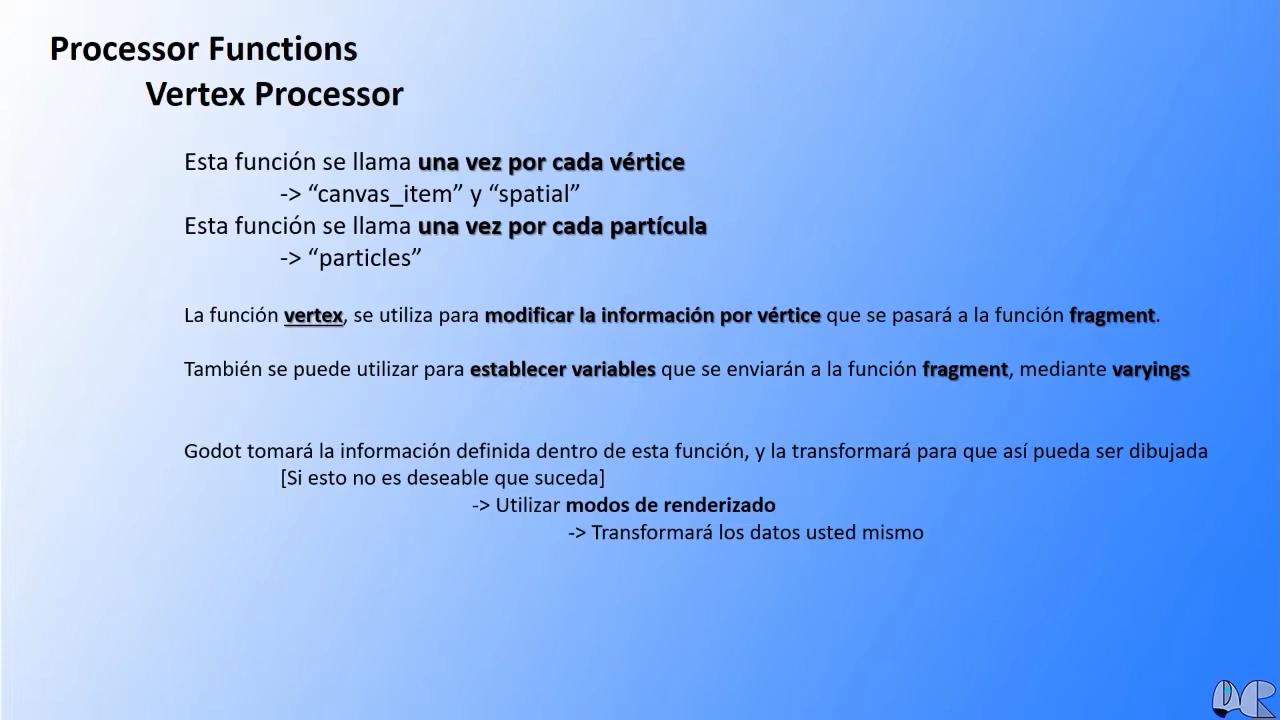 Processor Functions
Vertex Processor
Esta función se llama una vez por cada vértice
-> “canvas_item” y “spatial”
Esta función se llama una vez por cada partícula
-> “particles”
La función vertex, se utiliza para modificar la información por vértice que se pasará a la función fragment.
También se puede utilizar para establecer variables que se enviarán a la función fragment, mediante varyings
Godot tomará la información definida dentro de esta función, y la transformará para que así pueda ser dibujada
[Si esto no es deseable que suceda]
-> Utilizar modos de renderizado
-> Transformará los datos usted mismo